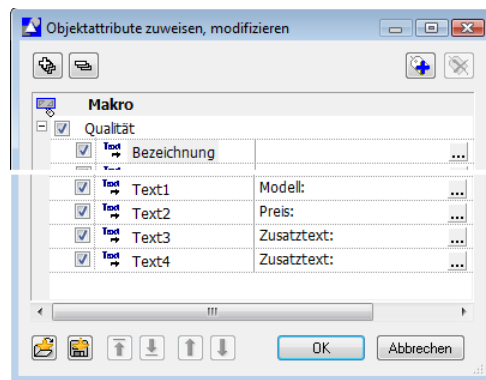 Objektattribute zuweisen, modifizieren
Makro
Qualität
Text Bezeichnung ...
Text Text1 Modell: ...
Text Text2 Preis: ...
Text Text3 Zusatztext: ...
Text Text4 Zusatztext: ...
OK Abbrechen